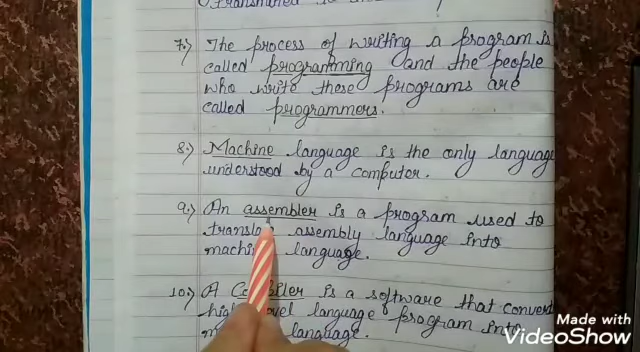 translated
7.) The process of writing a program is
called programming and the people
who write these programs are
called programmers.
8.) Machine language is the only language
understood by a computer.
9.) An assembler is a program used to
assembly language into
language.
10.) A is a software that convert
language program into
language.
Made with
VideoShow